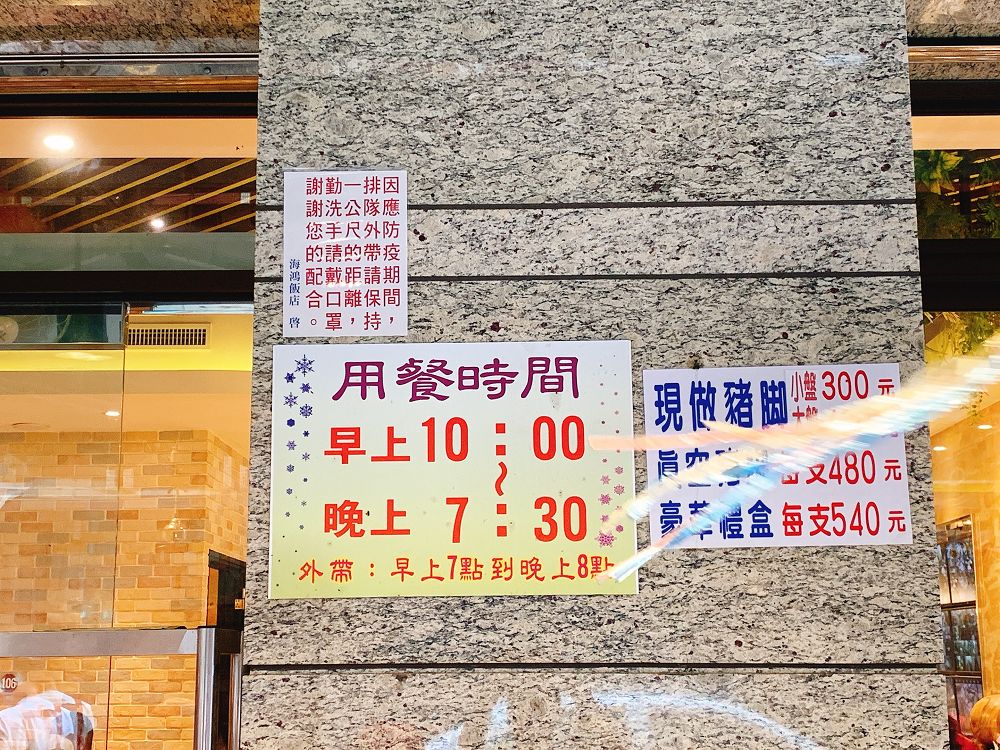 因應防疫期間，
排隊外帶請保持
一公尺的距離，
勤洗手請戴口罩，
謝謝您的配合。
海鴻飯店 啓
用餐時間
早上10：00
～
晚上7：30
外帶：早上7點到晚上8點
現做豬脚 小盤300元
每支480元
豪華禮盒 每支540元
106